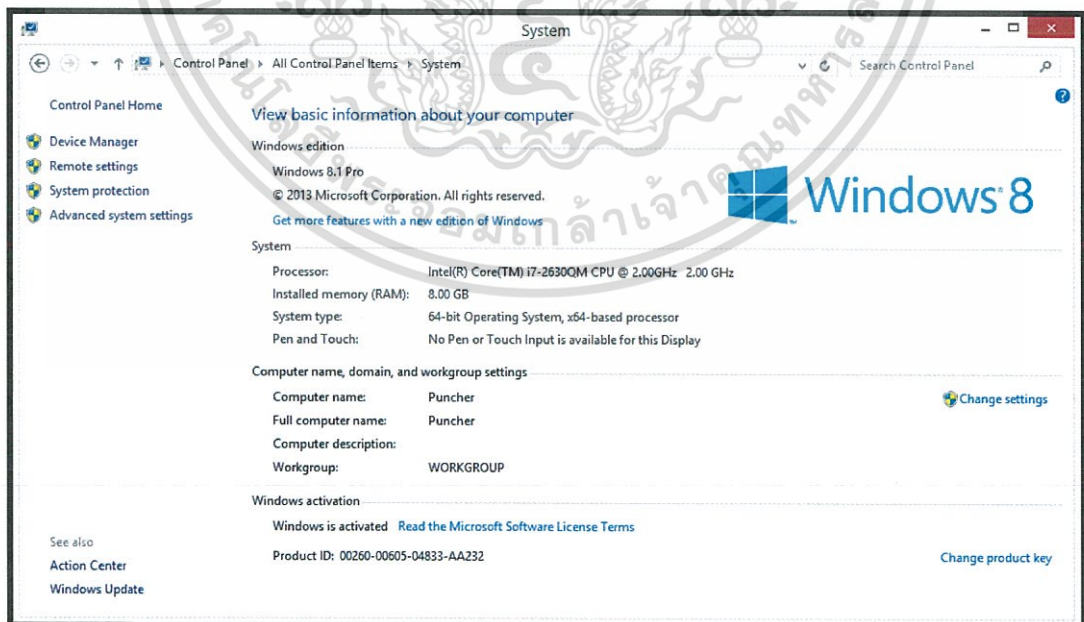 System
Control Panel All Control Panel Items System
Search Control Panel
Control Panel Home
Device Manager
Remote settings
System protection
Advanced system settings
View basic information about your computer
Windows edition
Windows 8.1 Pro
© 2013 Microsoft Corporation. All rights reserved.
Get more features with a new edition of Windows
Windows 8
System
Processor: Intel(R) Core(TM) i7-2630QM CPU @ 2.00GHz 2.00 GHz
Installed memory (RAM): 8.00 GB
System type: 64-bit Operating System, x64-based processor
Pen and Touch: No Pen or Touch Input is available for this Display
Computer name, domain, and workgroup settings
Computer name: Puncher
Change settings
Full computer name: Puncher
Computer description:
Workgroup: WORKGROUP
Windows activation
Windows is activated Read the Microsoft Software License Terms
Product ID: 00260-00605-04833-AA232
Change product key
See also
Action Center
Windows Update